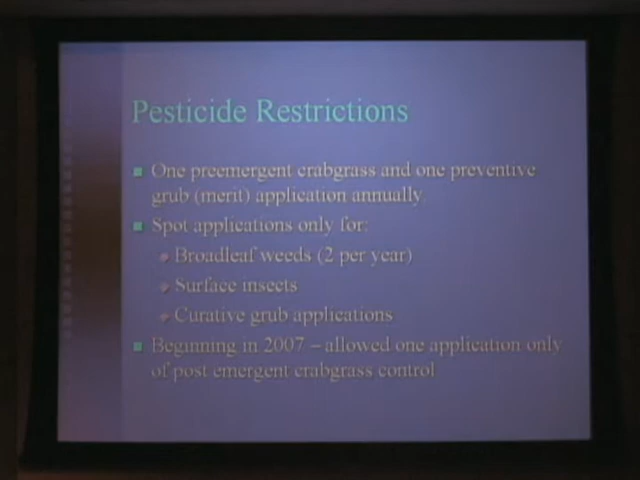 Pesticide Restrictions
One preemergent crabgrass and one preventive
grub (merit) application annually.
Spot applications only for:
Broadleaf weeds (2 per year)
Surface insects
Curative grub applications
Beginning in 2007 – allowed one application only
of post emergent crabgrass control